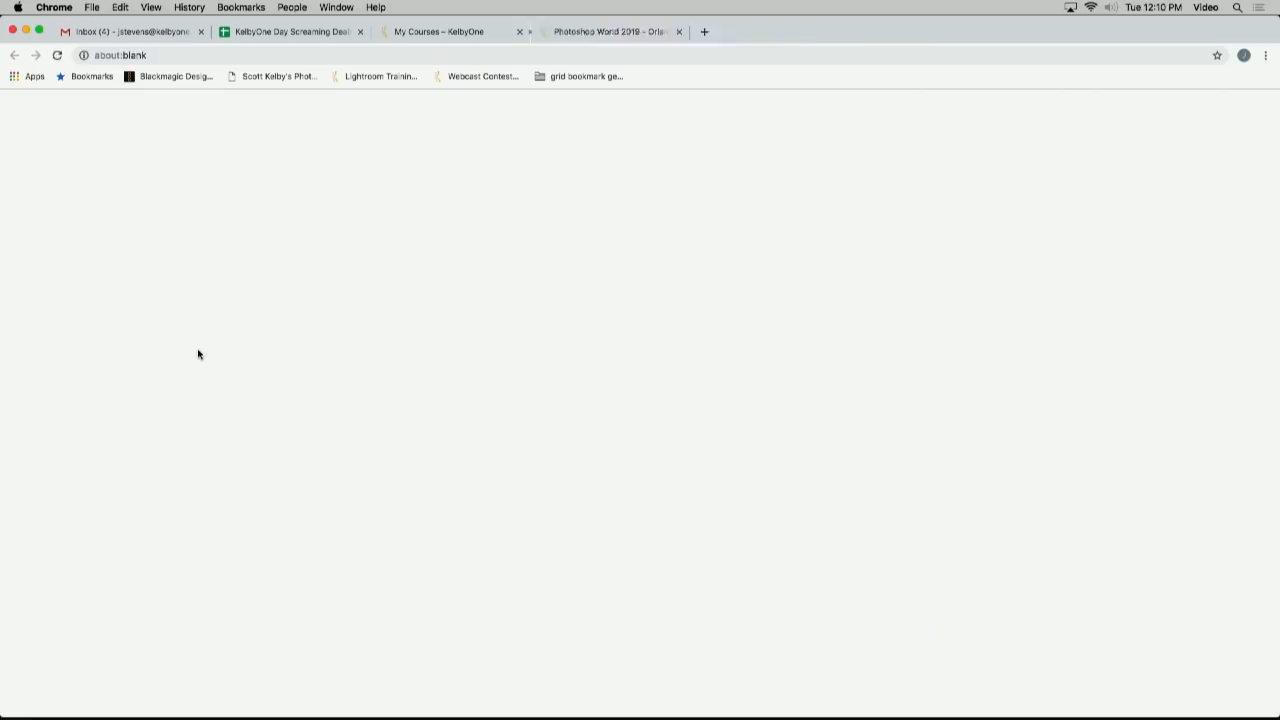 Chrome File Edit View History Bookmarks People Window Help Tue 12:10 PM Video
Inbox (4) - jstevens@kelbyone. KelbyOne Day Screaming Deal My Courses – KelbyOne Photoshop World 2019 - Orla
about:blank
Apps Bookmarks Blackmagic Desig... Scott Kelby's Phot... Lightroom Trainin... Webcast Contest... grid bookmark ge...